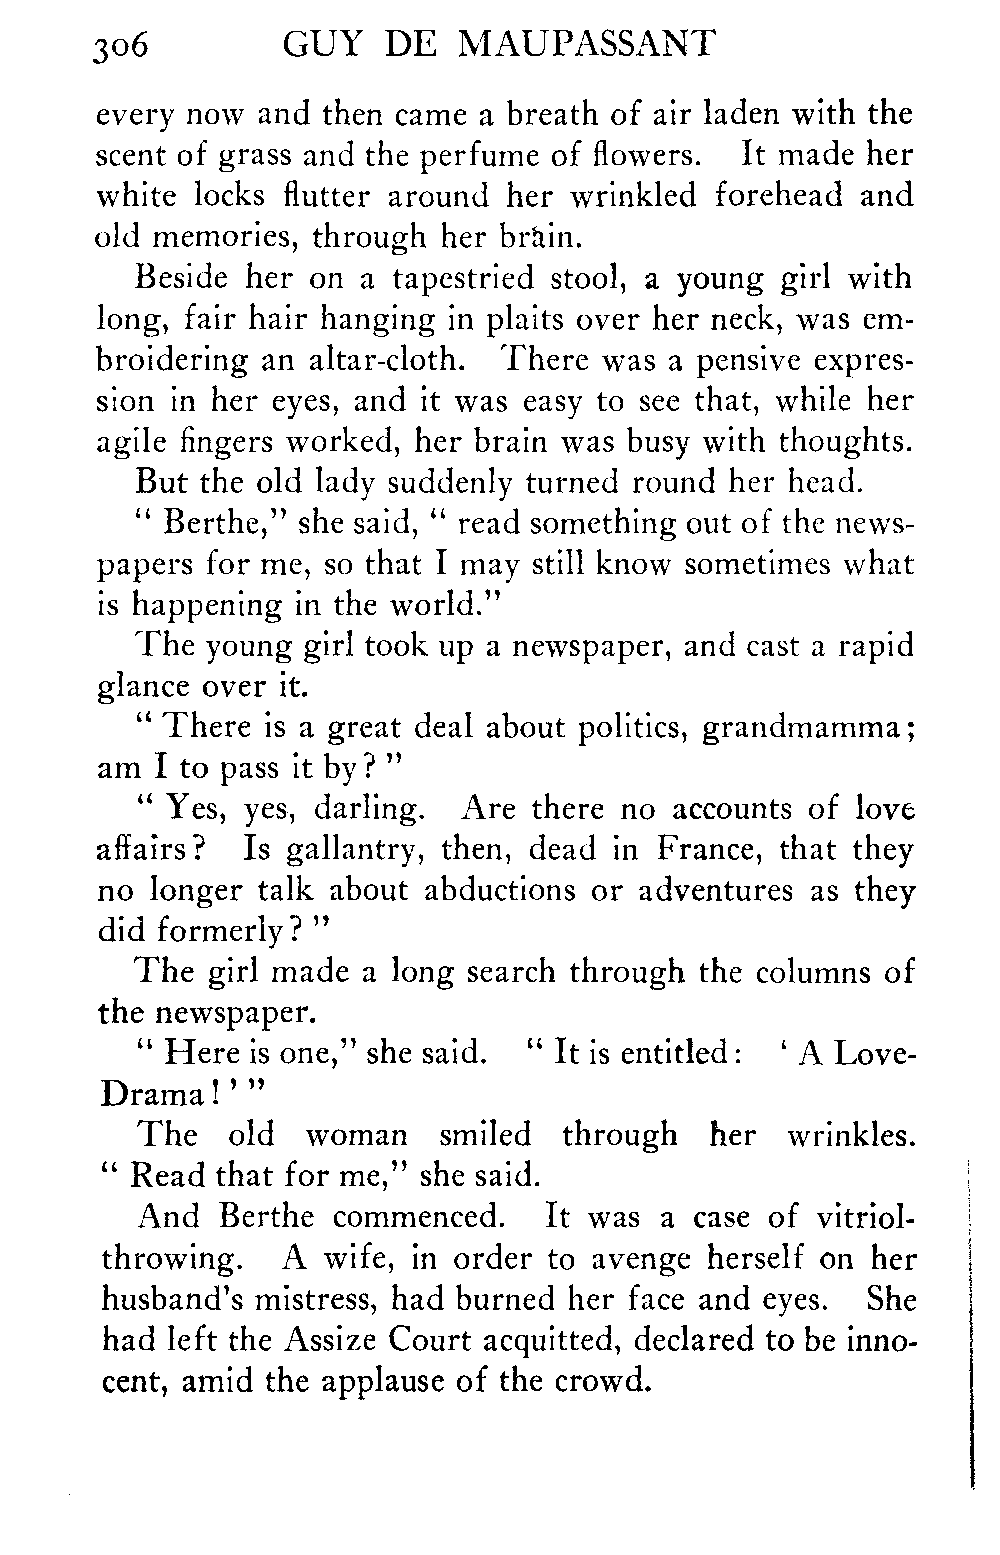 306 GUY DE MAUPASSANT
every now and then came a breath of air laden with the
scent of grass and the perfume of flowers. It made her
white locks flutter around her wrinkled forehead and
old memories, through her brain.
Beside her on a tapestried stool, a young girl with
long, fair hair hanging in plaits over her neck, was em-
broidering an altar-cloth. There was a pensive expres-
sion in her eyes, and it was easy to see that, while her
agile fingers worked, her brain was busy with thoughts.
But the old lady suddenly turned round her head.
“ Berthe,” she said, “ read something out of the news-
papers for me, so that I may still know sometimes what
is happening in the world.”
The young girl took up a newspaper, and cast a rapid
glance over it.
“ There is a great deal about politics, grandmamma;
am I to pass it by? ”
“ Yes, yes, darling. Are there no accounts of love
affairs? Is gallantry, then, dead in France, that they
no longer talk about abductions or adventures as they
did formerly? ”
The girl made a long search through the columns of
the newspaper.
“ Here is one,” she said. “ It is entitled: ‘ A Love-
Drama! ’ ”
The old woman smiled through her wrinkles.
“ Read that for me,” she said.
And Berthe commenced. It was a case of vitriol-
throwing. A wife, in order to avenge herself on her
husband’s mistress, had burned her face and eyes. She
had left the Assize Court acquitted, declared to be inno-
cent, amid the applause of the crowd.